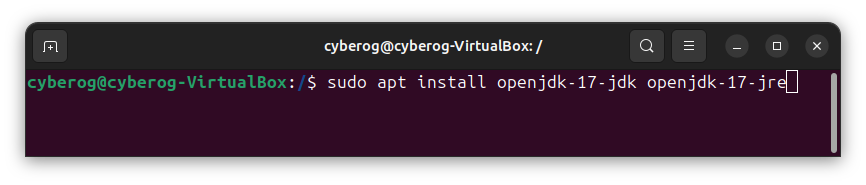 cyberog@cyberog-VirtualBox: /
cyberog@cyberog-VirtualBox:/$ sudo apt install openjdk-17-jdk openjdk-17-jre